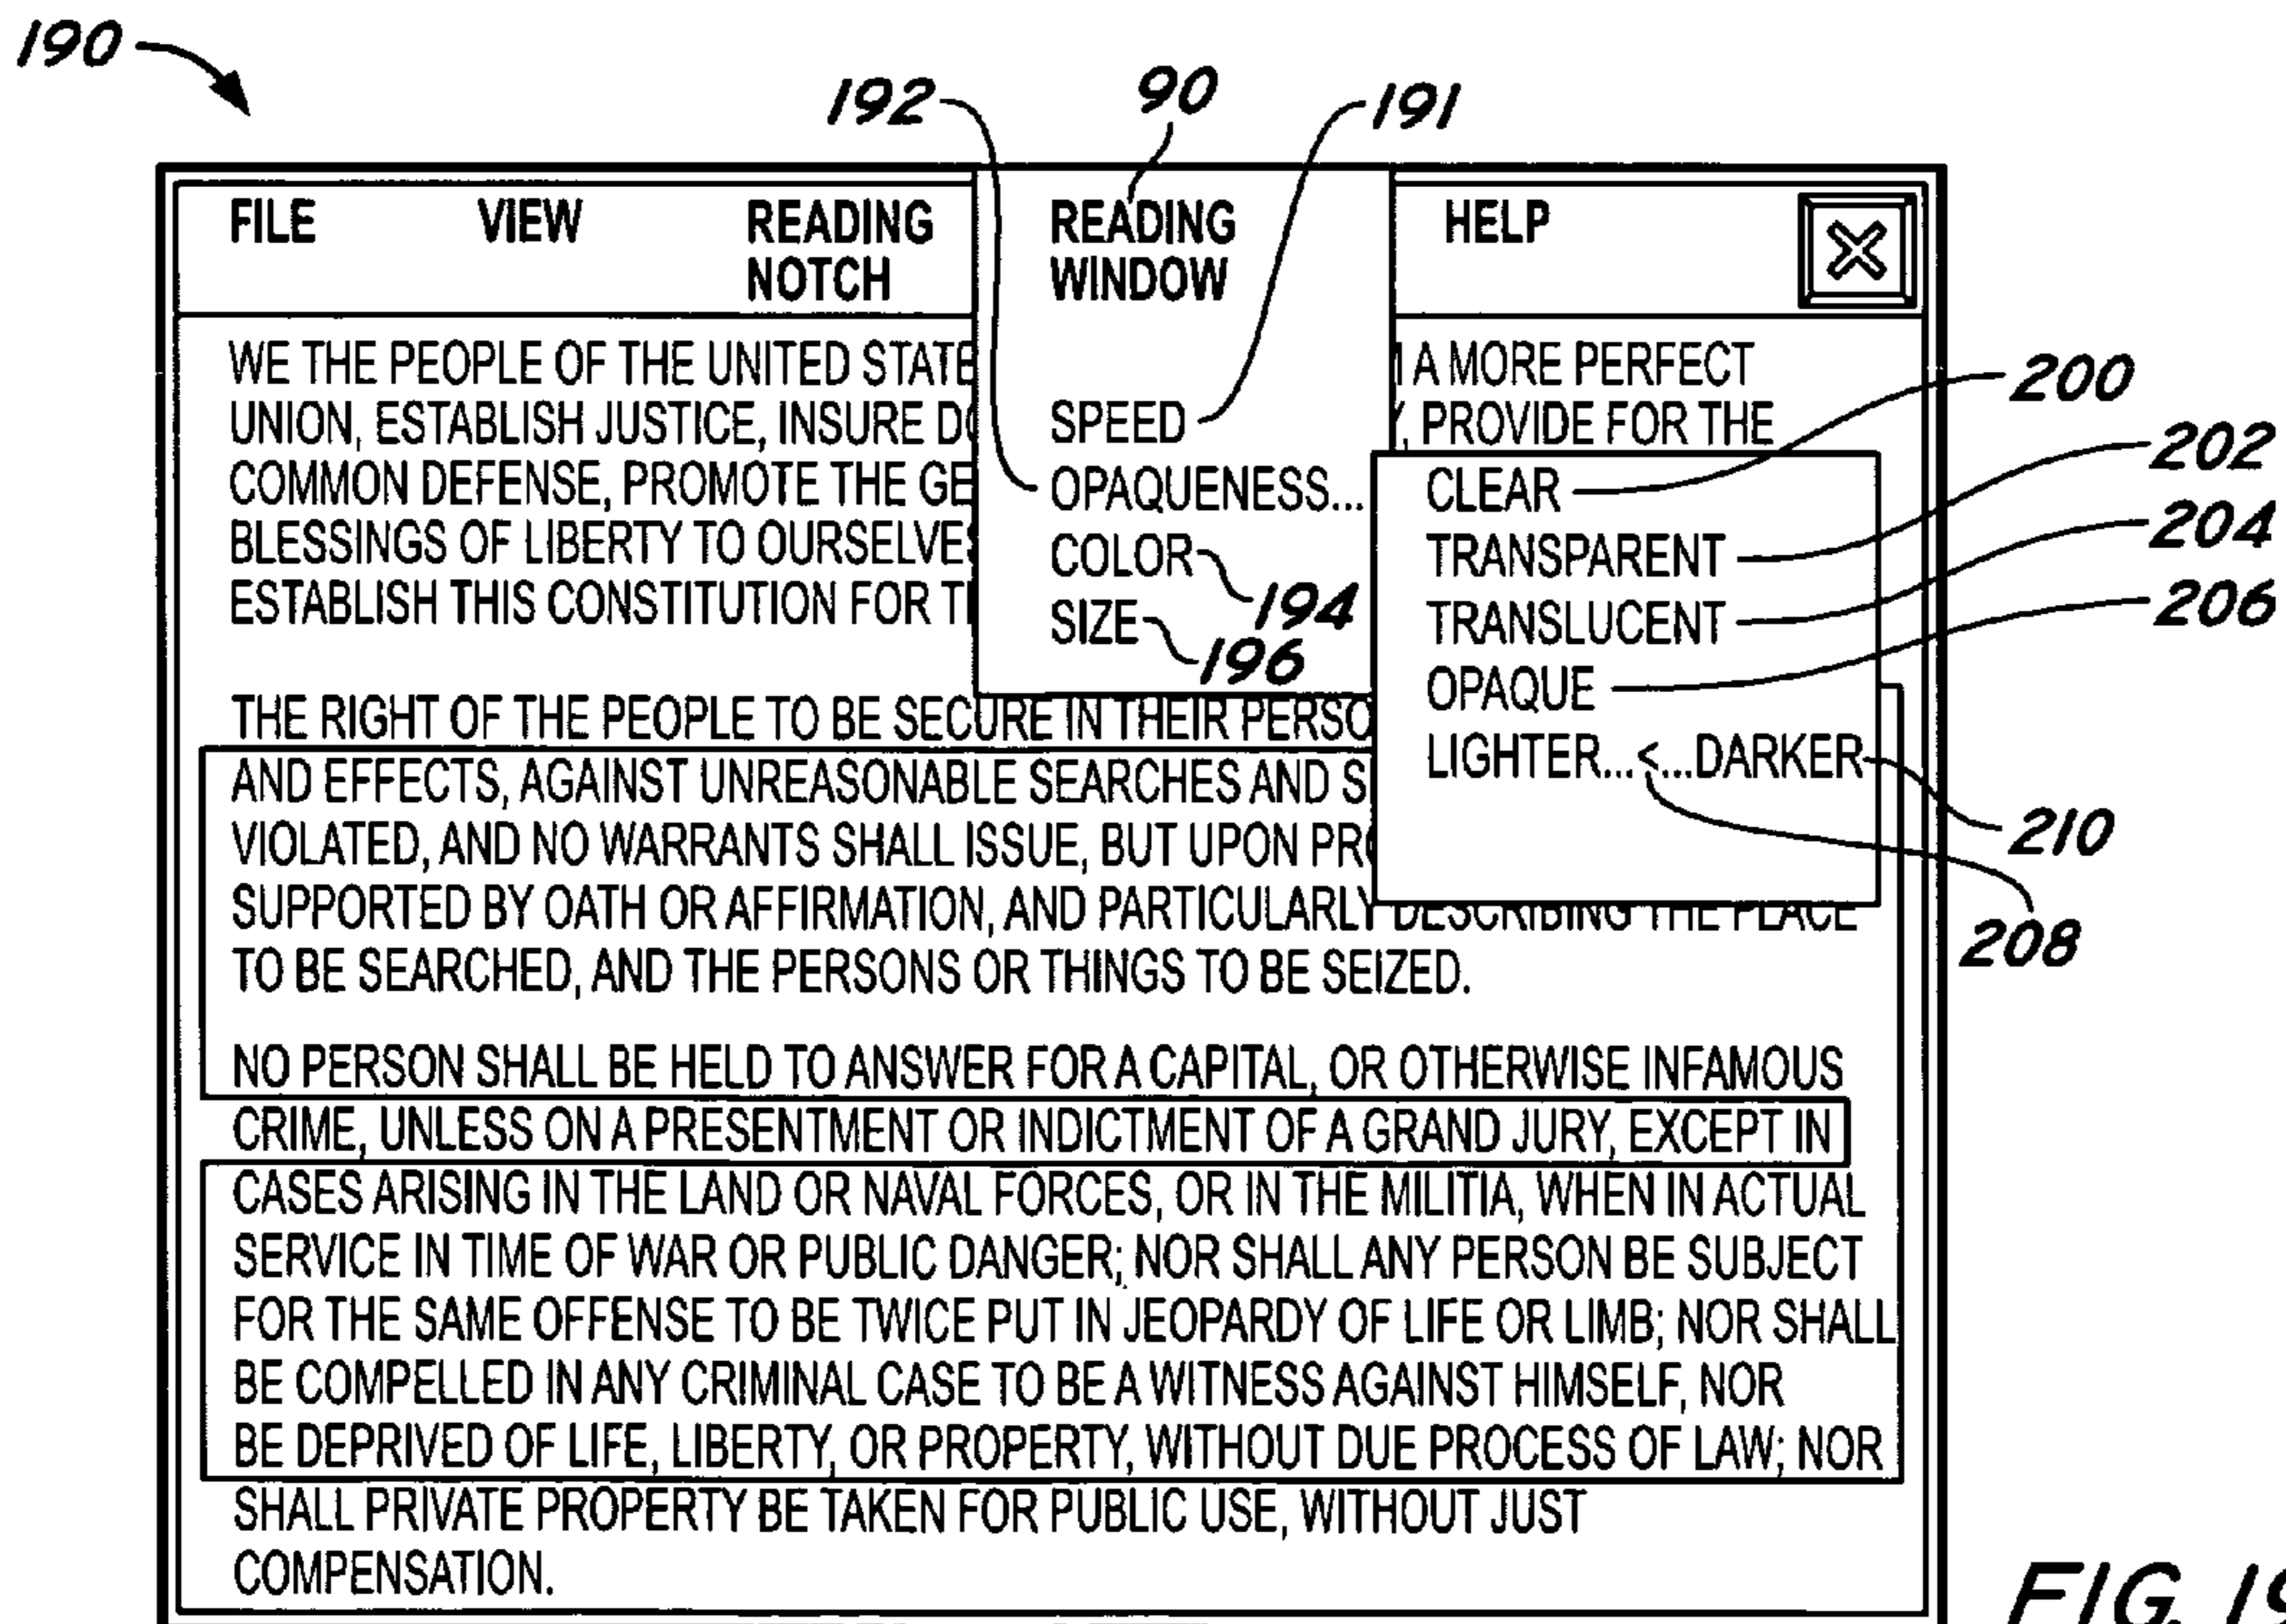 190
192 90 191
FILE VIEW READING NOTCH READING WINDOW HELP
WE THE PEOPLE OF THE UNITED STATE A MORE PERFECT
UNION, ESTABLISH JUSTICE, INSURE DO SPEED Y, PROVIDE FOR THE
COMMON DEFENSE, PROMOTE THE GE OPAQUENESS... CLEAR
BLESSINGS OF LIBERTY TO OURSELVES COLOR TRANSPARENT
ESTABLISH THIS CONSTITUTION FOR TH SIZE TRANSLUCENT
200
202
204
206
194
196
OPAQUE
THE RIGHT OF THE PEOPLE TO BE SECURE IN THEIR PERSO
LIGHTER...<...DARKER
210
208
AND EFFECTS, AGAINST UNREASONABLE SEARCHES AND S
VIOLATED, AND NO WARRANTS SHALL ISSUE, BUT UPON PRO
SUPPORTED BY OATH OR AFFIRMATION, AND PARTICULARLY DESCRIBING THE PLACE
TO BE SEARCHED, AND THE PERSONS OR THINGS TO BE SEIZED.
NO PERSON SHALL BE HELD TO ANSWER FOR A CAPITAL, OR OTHERWISE INFAMOUS
CRIME, UNLESS ON A PRESENTMENT OR INDICTMENT OF A GRAND JURY, EXCEPT IN
CASES ARISING IN THE LAND OR NAVAL FORCES, OR IN THE MILITIA, WHEN IN ACTUAL
SERVICE IN TIME OF WAR OR PUBLIC DANGER; NOR SHALL ANY PERSON BE SUBJECT
FOR THE SAME OFFENSE TO BE TWICE PUT IN JEOPARDY OF LIFE OR LIMB; NOR SHALL
BE COMPELLED IN ANY CRIMINAL CASE TO BE A WITNESS AGAINST HIMSELF, NOR
BE DEPRIVED OF LIFE, LIBERTY, OR PROPERTY, WITHOUT DUE PROCESS OF LAW; NOR
SHALL PRIVATE PROPERTY BE TAKEN FOR PUBLIC USE, WITHOUT JUST
COMPENSATION.
FIG. 19